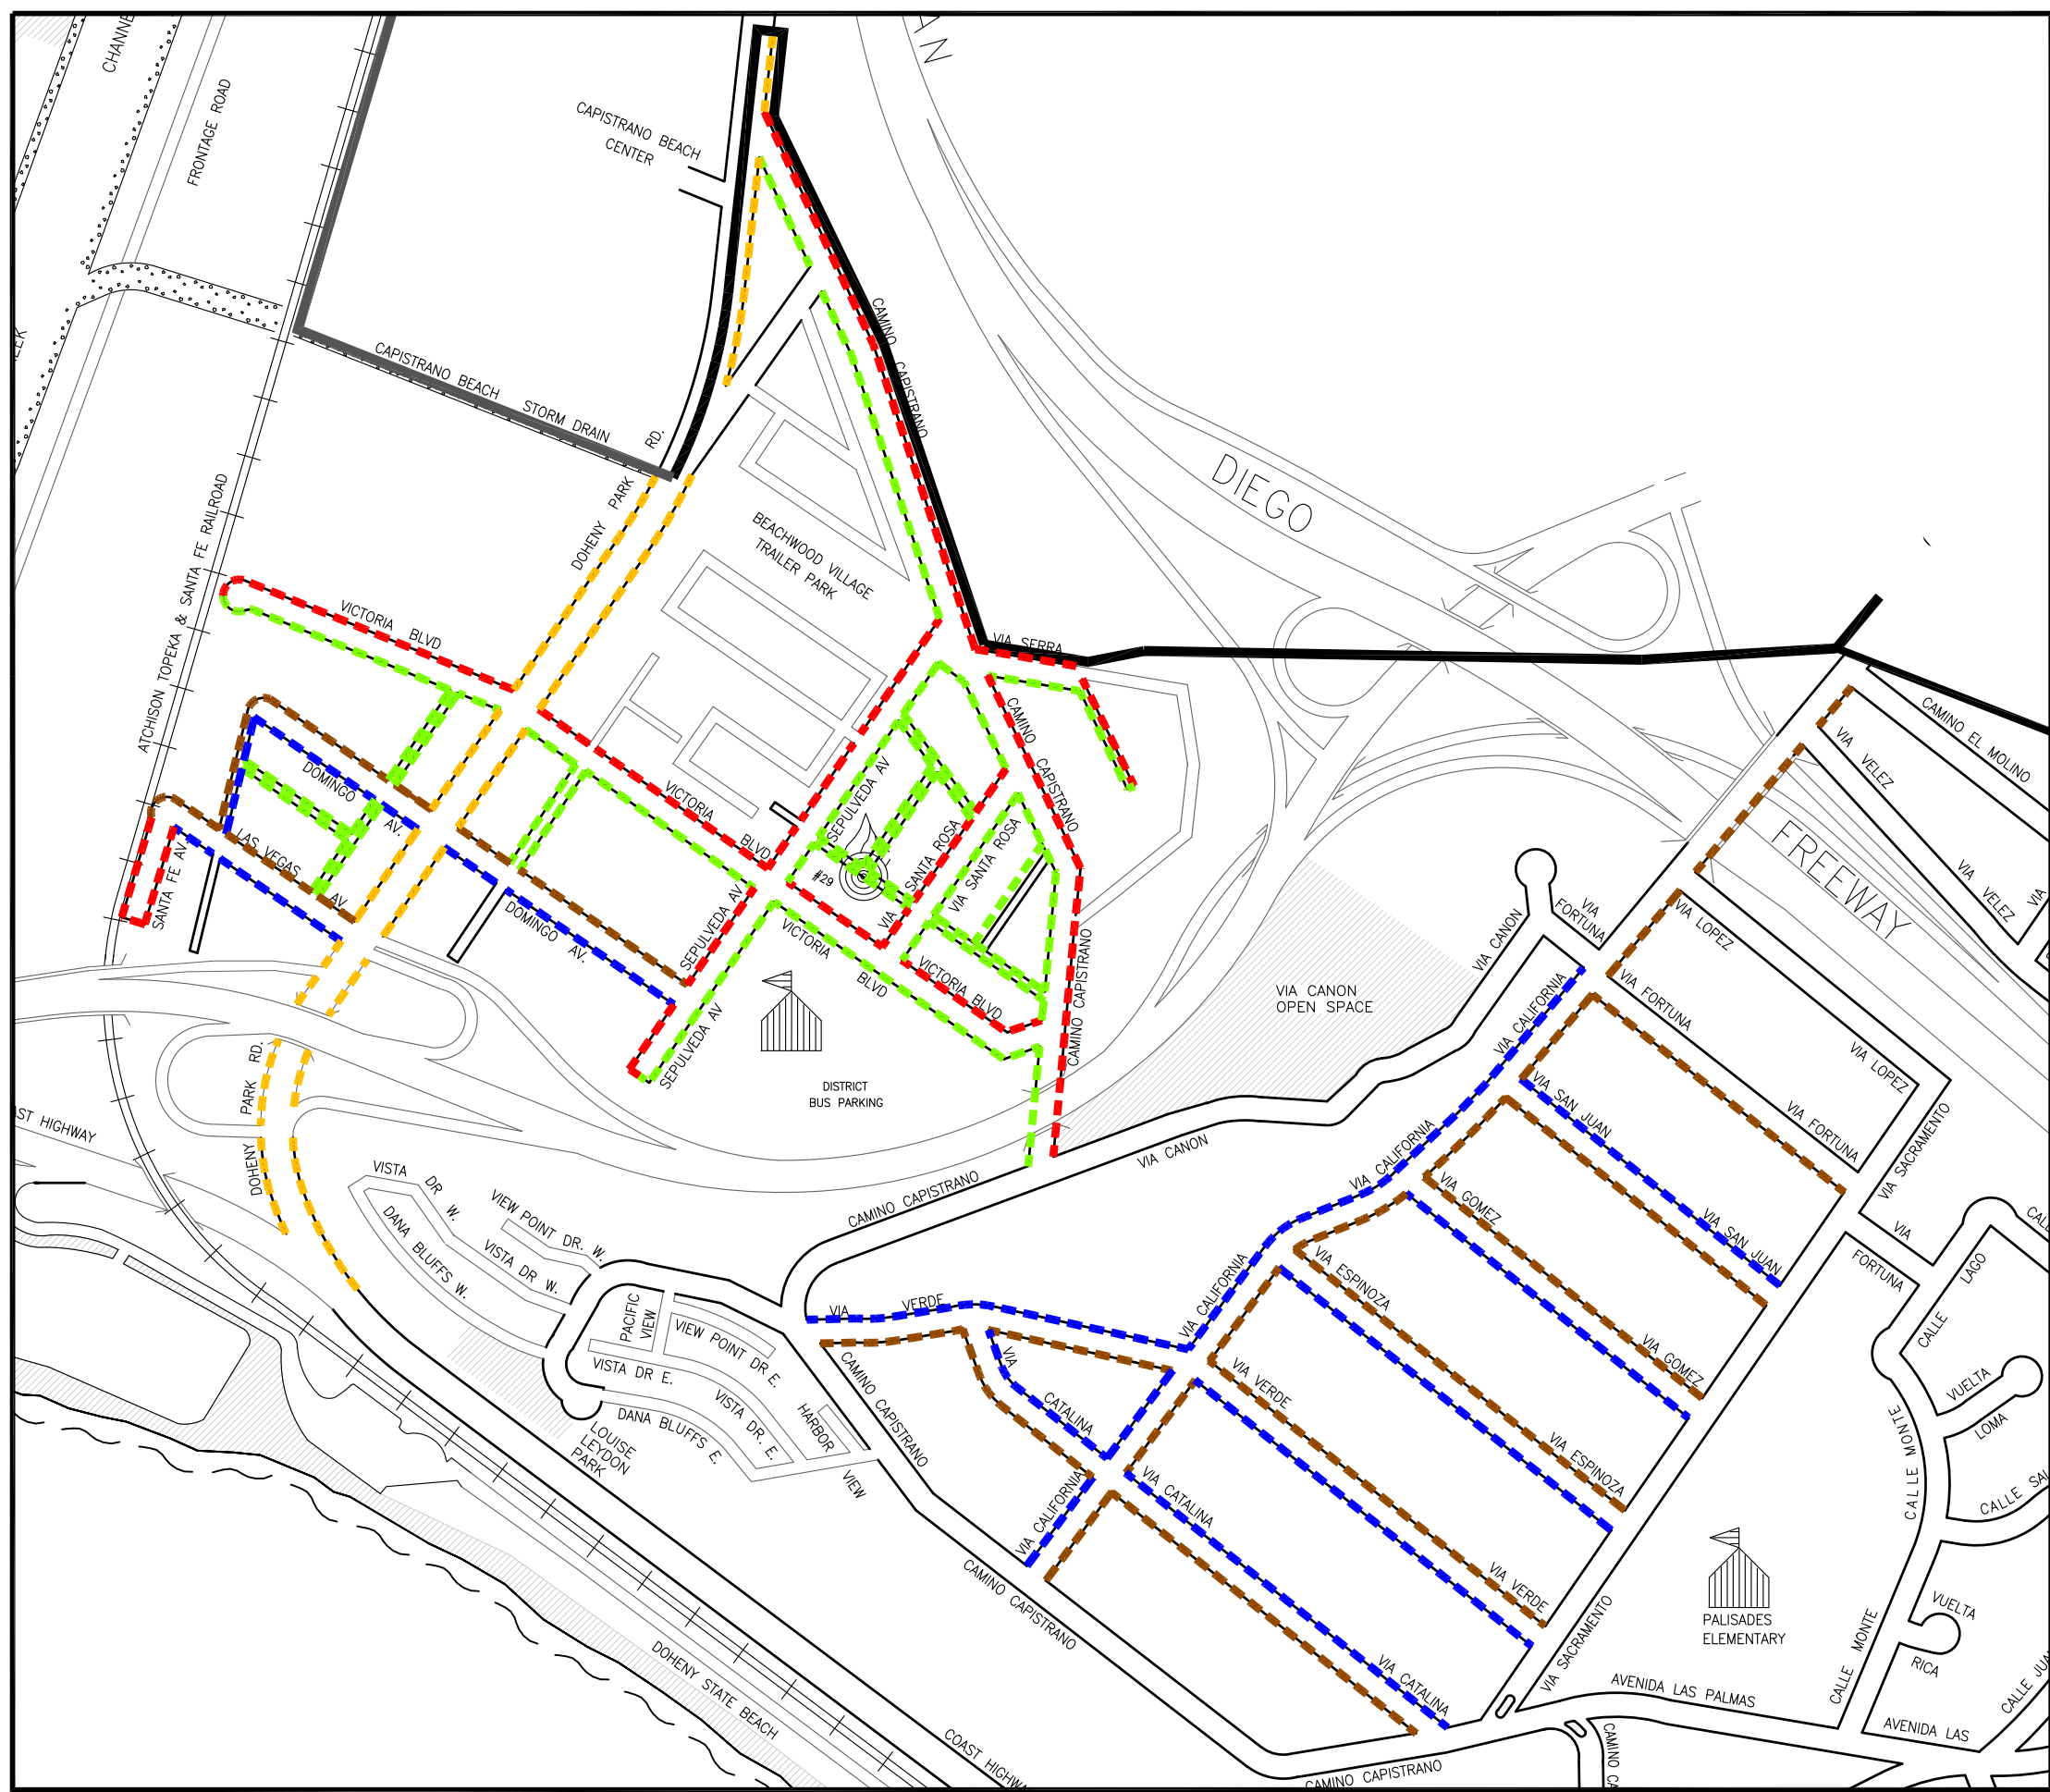 CHANNE
FRONTAGE ROAD
CAPISTRANO BEACH
CENTER
CAMINO CAPISTRANO
CAPISTRANO BEACH STORM DRAIN
DOHENY PARK RD.
DIEGO
BEACHWOOD VILLAGE
TRAILER PARK
ATCHISON TOPEKA & SANTA FE RAILROAD
VICTORIA BLVD
VIA SERRA
CAMINO CAPISTRANO
CAMINO EL MOLINO
VIA VELEZ
VIA VELEZ
VIA
FREEWAY
DOMINGO AV.
LAS VEGAS AV
SANTA FE AV.
VICTORIA BLVD
SEPULVEDA AV
VIA SANTA ROSA
VIA SANTA ROSA
#29
DOMINGO AV.
SEPULVEDA AV
SEPULVEDA AV
VICTORIA BLVD
VICTORIA BLVD
CAMINO CAPISTRANO
VIA CANON
VIA FORTUNA
VIA LOPEZ
VIA LOPEZ
VIA CANON
OPEN SPACE
VIA CALIFORNIA
VIA FORTUNA
VIA FORTUNA
VIA SACRAMENTO
DISTRICT
BUS PARKING
PARK RD.
DOHENY
ST HIGHWAY
VIA CANON
CAMINO CAPISTRANO
VIA CALIFORNIA
VIA SAN JUAN
VIA SAN JUAN
VIA GOMEZ
VIA GOMEZ
VIA FORTUNA
CALLE LAGO
VISTA DR W.
VIEW POINT DR. W.
VISTA DR W.
DANA BLUFFS W.
PACIFIC
VIEW
VIEW POINT DR E.
VISTA DR E.
VISTA DR. E.
DANA BLUFFS E.
HARBOR VIEW
LOUISE
LEYDON
PARK
VIA VERDE
VIA CALIFORNIA
VIA ESPINOZA
VIA ESPINOZA
VIA CATALINA
VIA VERDE
VIA VERDE
CAMINO CAPISTRANO
VIA CALIFORNIA
VIA CATALINA
VIA CATALINA
VUELTA
LOMA
CALLE MONTE
CALLE SA
PALISADES
ELEMENTARY
VUELTA
RICA
CALLE MONTE
CALLE JUA
VIA SACRAMENTO
AVENIDA LAS PALMAS
AVENIDA LAS
CAMINO CAPISTRANO
CAMINO CAPISTRANO
CAMINO CA
DOHENY STATE BEACH
COAST HIGHWA